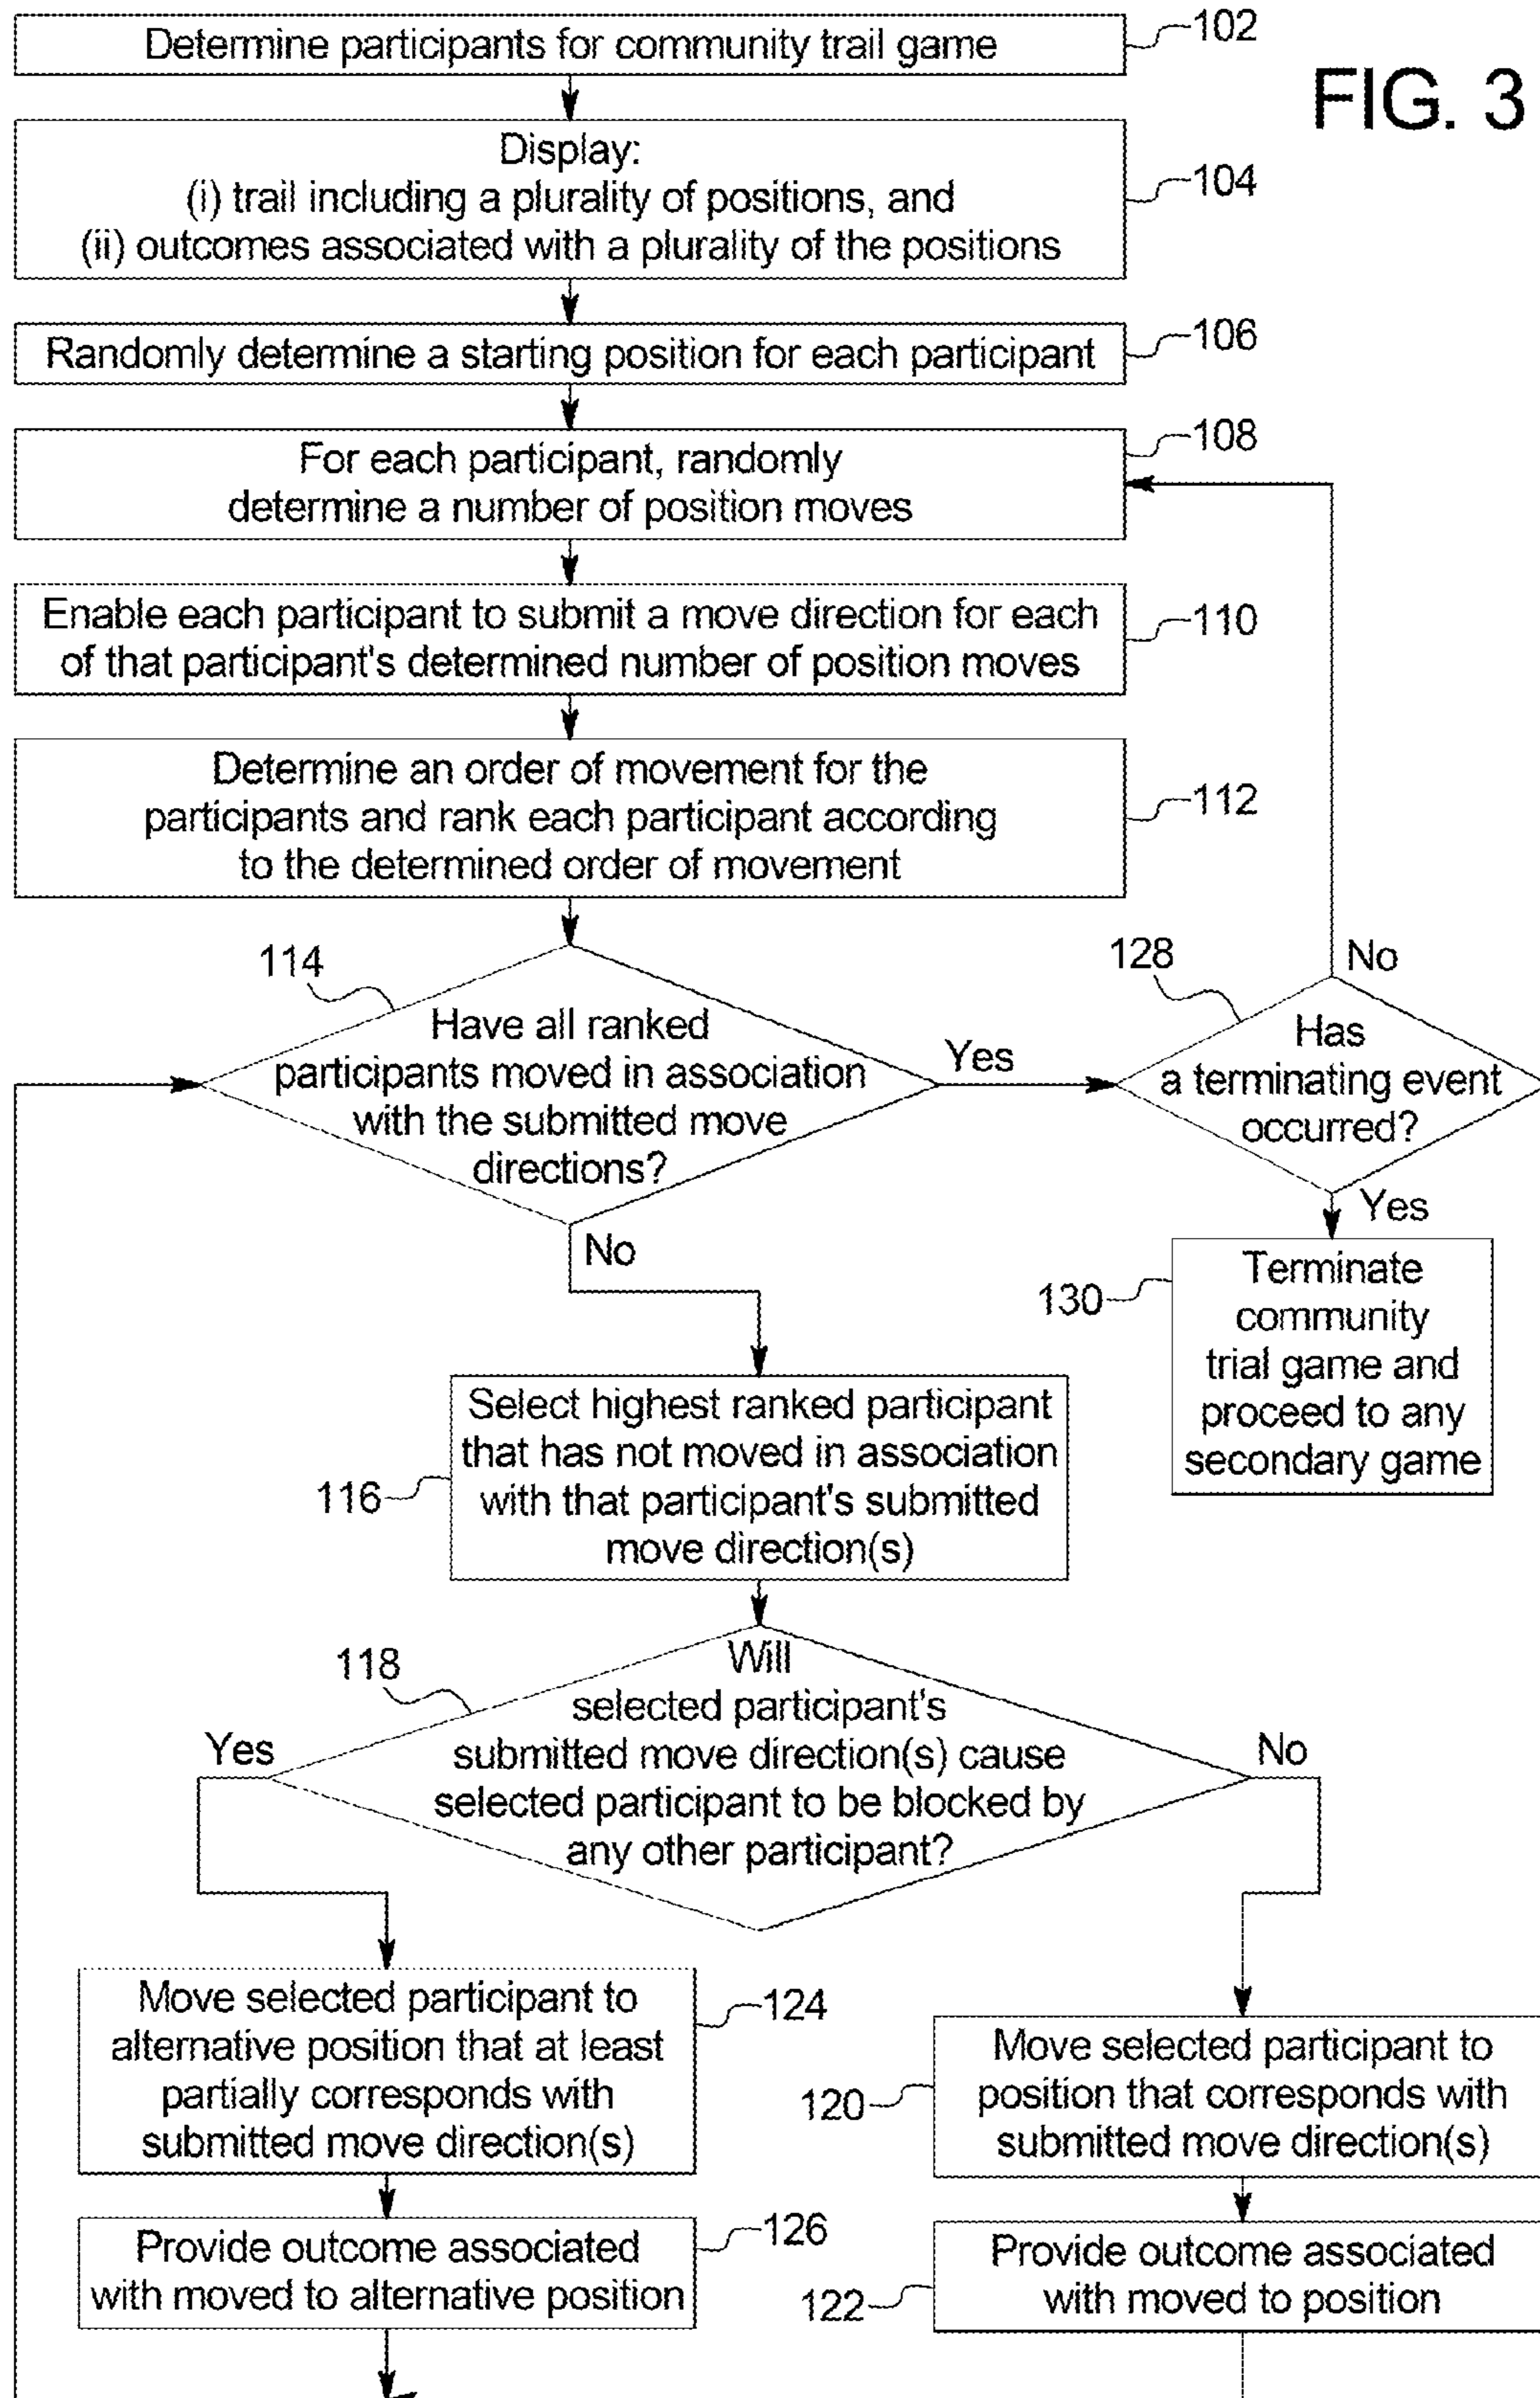 FIG. 3
Determine participants for community trail game
102
Display:
(i) trail including a plurality of positions, and
(ii) outcomes associated with a plurality of the positions
104
Randomly determine a starting position for each participant
106
For each participant, randomly
determine a number of position moves
108
Enable each participant to submit a move direction for each
of that participant's determined number of position moves
110
Determine an order of movement for the
participants and rank each participant according
to the determined order of movement
112
114
Have all ranked
participants moved in association
with the submitted move
directions?
Yes
No
128
Has
a terminating event
occurred?
No
Yes
130
Terminate
community
trial game and
proceed to any
secondary game
116
Select highest ranked participant
that has not moved in association
with that participant's submitted
move direction(s)
118
Will
selected participant's
submitted move direction(s) cause
selected participant to be blocked by
any other participant?
Yes
No
Move selected participant to
alternative position that at least
partially corresponds with
submitted move direction(s)
124
120
Move selected participant to
position that corresponds with
submitted move direction(s)
Provide outcome associated
with moved to alternative position
126
122
Provide outcome associated
with moved to position